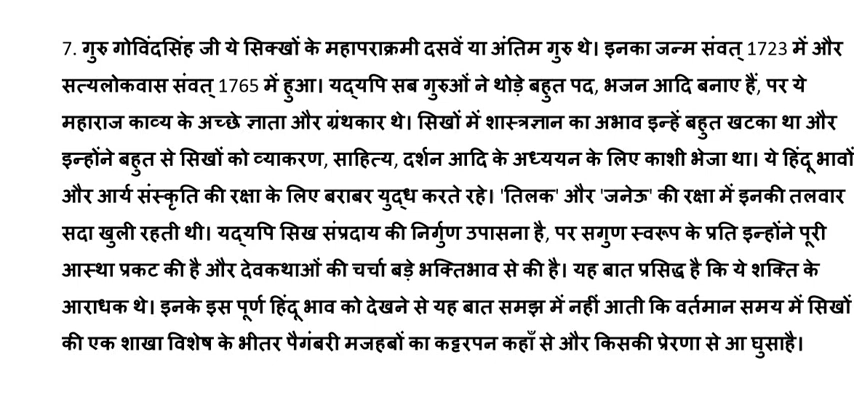 7. गुरु गोविंदसिंह जी ये सिक्खों के महापराक्रमी दसवें या अंतिम गुरु थे। इनका जन्म संवत् 1723 में और
सत्यलोकवास संवत् 1765 में हुआ। यद्यपि सब गुरुओं ने थोड़े बहुत पद, भजन आदि बनाए हैं, पर ये
महाराज काव्य के अच्छे ज्ञाता और ग्रंथकार थे। सिखों में शास्त्रज्ञान का अभाव इन्हें बहुत खटका था और
इन्होंने बहुत से सिखों को व्याकरण, साहित्य, दर्शन आदि के अध्ययन के लिए काशी भेजा था। ये हिंदू भावों
और आर्य संस्कृति की रक्षा के लिए बराबर युद्ध करते रहे। 'तिलक' और 'जनेऊ' की रक्षा में इनकी तलवार
सदा खुली रहती थी। यद्यपि सिख संप्रदाय की निर्गुण उपासना है, पर सगुण स्वरूप के प्रति इन्होंने पूरी
आस्था प्रकट की है और देवकथाओं की चर्चा बड़े भक्तिभाव से की है। यह बात प्रसिद्ध है कि ये शक्ति के
आराधक थे। इनके इस पूर्ण हिंदू भाव को देखने से यह बात समझ में नहीं आती कि वर्तमान समय में सिखों
की एक शाखा विशेष के भीतर पैगंबरी मजहबों का कट्टरपन कहाँ से और किसकी प्रेरणा से आ घुसाहै।